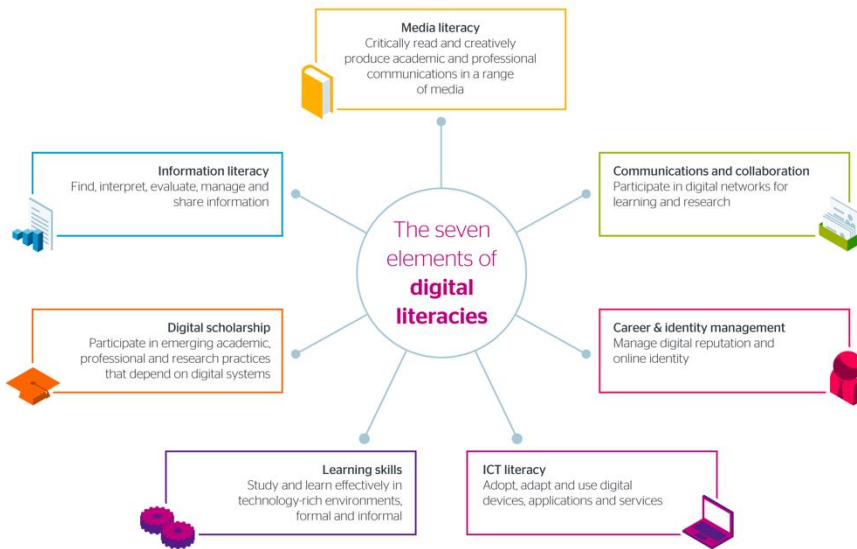 Media literacy
Critically read and creatively
produce academic and professional
communications in a range
of media
Information literacy
Find, interpret, evaluate, manage and
share information
Communications and collaboration
Participate in digital networks for
learning and research
The seven
elements of
digital
literacies
Digital scholarship
Participate in emerging academic,
professional and research practices
that depend on digital systems
Career & identity management
Manage digital reputation and
online identity
Learning skills
Study and learn effectively in
technology-rich environments,
formal and informal
ICT literacy
Adopt, adapt and use digital
devices, applications and services